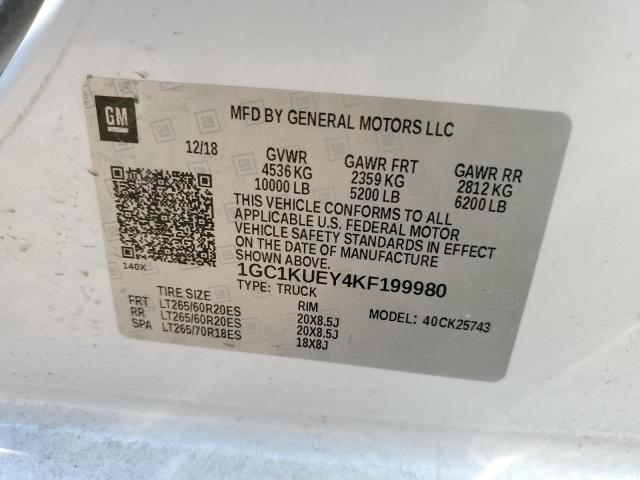 GM
MFD BY GENERAL MOTORS LLC
12/18 GVWR GAWR FRT GAWR RR
4536 KG 2359 KG 2812 KG
10000 LB 5200 LB 6200 LB
THIS VEHICLE CONFORMS TO ALL
APPLICABLE U.S. FEDERAL MOTOR
VEHICLE SAFETY STANDARDS IN EFFECT
ON THE DATE OF MANUFACTURE
SHOWN ABOVE.
140X
1GC1KUEY4KF199980
TYPE: TRUCK
TIRE SIZE RIM
FRT LT265/60R20ES 20X8.5J
RR LT265/60R20ES 20X8.5J
SPA LT265/70R18ES 18X8J
MODEL: 40CK25743